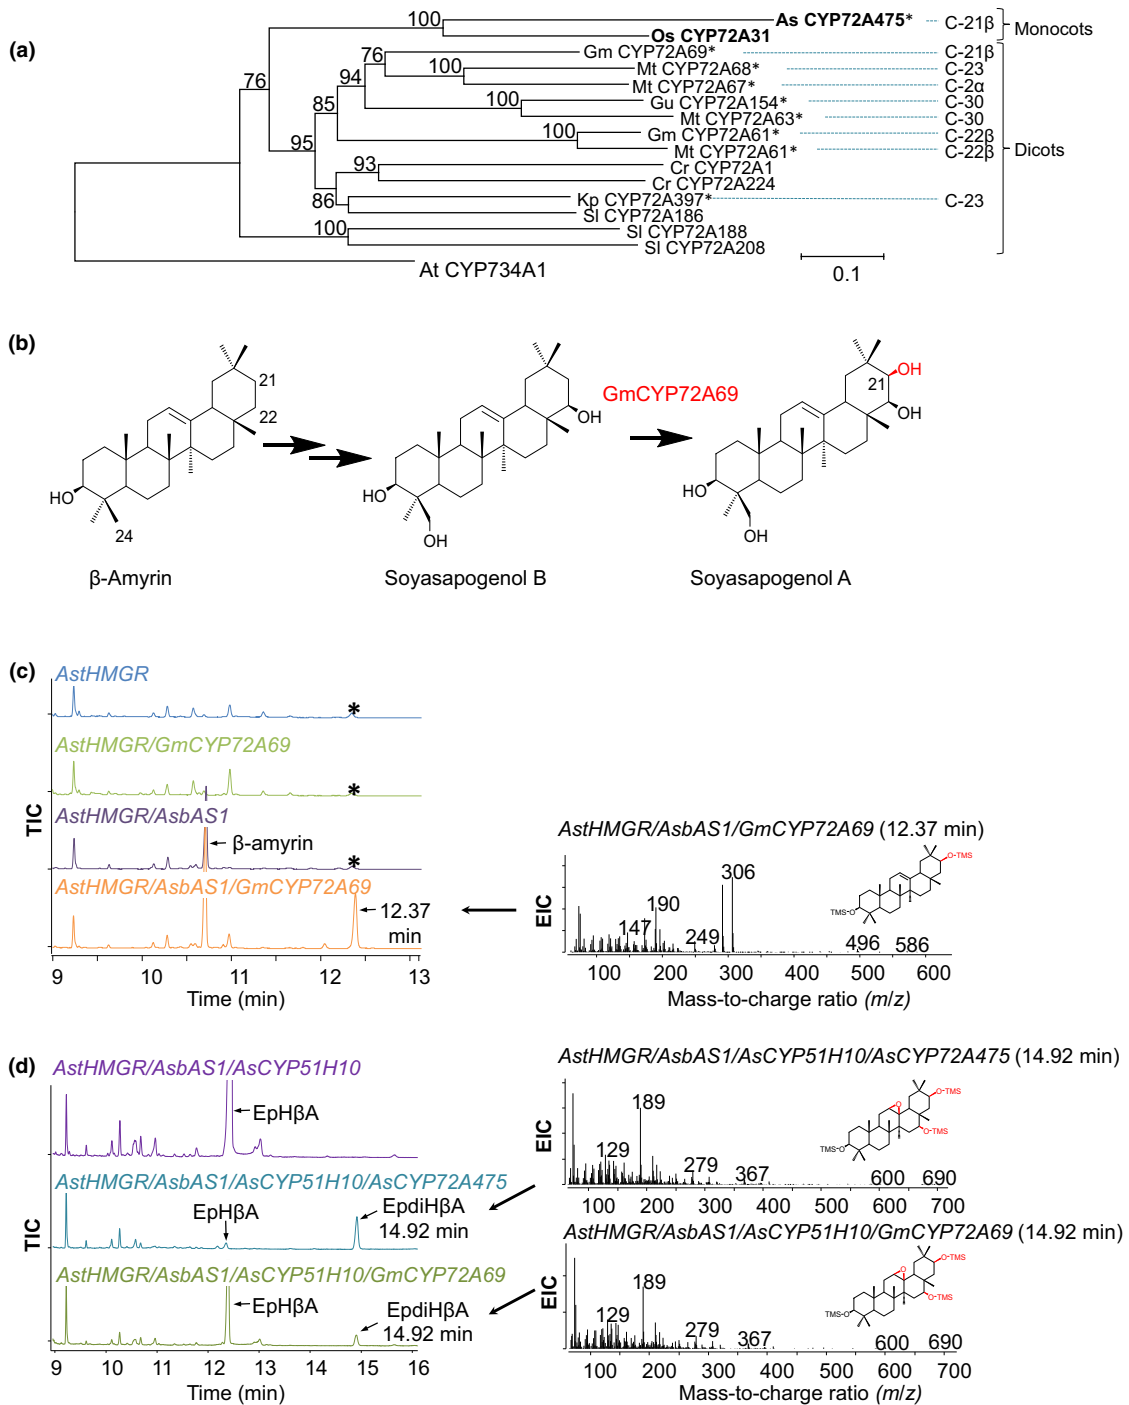 (a)
100
As CYP72A475*
C-21β
Monocots
Os CYP72A31
76
76
Gm CYP72A69*
C-21β
94
100
Mt CYP72A68*
C-23
Mt CYP72A67*
C-2α
85
100
Gu CYP72A154*
C-30
Mt CYP72A63*
C-30
95
100
Gm CYP72A61*
C-22β
Mt CYP72A61*
C-22β
Dicots
93
Cr CYP72A1
Cr CYP72A224
86
Kp CYP72A397*
C-23
Sl CYP72A186
100
Sl CYP72A188
Sl CYP72A208
At CYP734A1
0.1
(b)
21
22
HO
24
β-Amyrin
OH
HO
OH
Soyasapogenol B
GmCYP72A69
21
OH
OH
HO
OH
Soyasapogenol A
(c)
AstHMGR
*
AstHMGR/GmCYP72A69
*
TIC
AstHMGR/AsbAS1
β-amyrin
*
AstHMGR/AsbAS1/GmCYP72A69
12.37
min
9 10 11 12 13
Time (min)
AstHMGR/AsbAS1/GmCYP72A69 (12.37 min)
EIC
147
190
249
306
496
586
O-TMS
TMS-O
100 200 300 400 500 600
Mass-to-charge ratio (m/z)
(d)
AstHMGR/AsbAS1/AsCYP51H10
EpHβA
AstHMGR/AsbAS1/AsCYP51H10/AsCYP72A475
EpHβA
EpdiHβA
14.92 min
TIC
AstHMGR/AsbAS1/AsCYP51H10/GmCYP72A69
EpHβA
EpdiHβA
14.92 min
9 10 11 12 13 14 15 16
Time (min)
AstHMGR/AsbAS1/AsCYP51H10/AsCYP72A475 (14.92 min)
EIC
129
189
279
367
600
690
O
O-TMS
O-TMS
TMS-O
100 200 300 400 500 600 700
AstHMGR/AsbAS1/AsCYP51H10/GmCYP72A69 (14.92 min)
EIC
129
189
279
367
600
690
O
O-TMS
O-TMS
TMS-O
100 200 300 400 500 600 700
Mass-to-charge ratio (m/z)